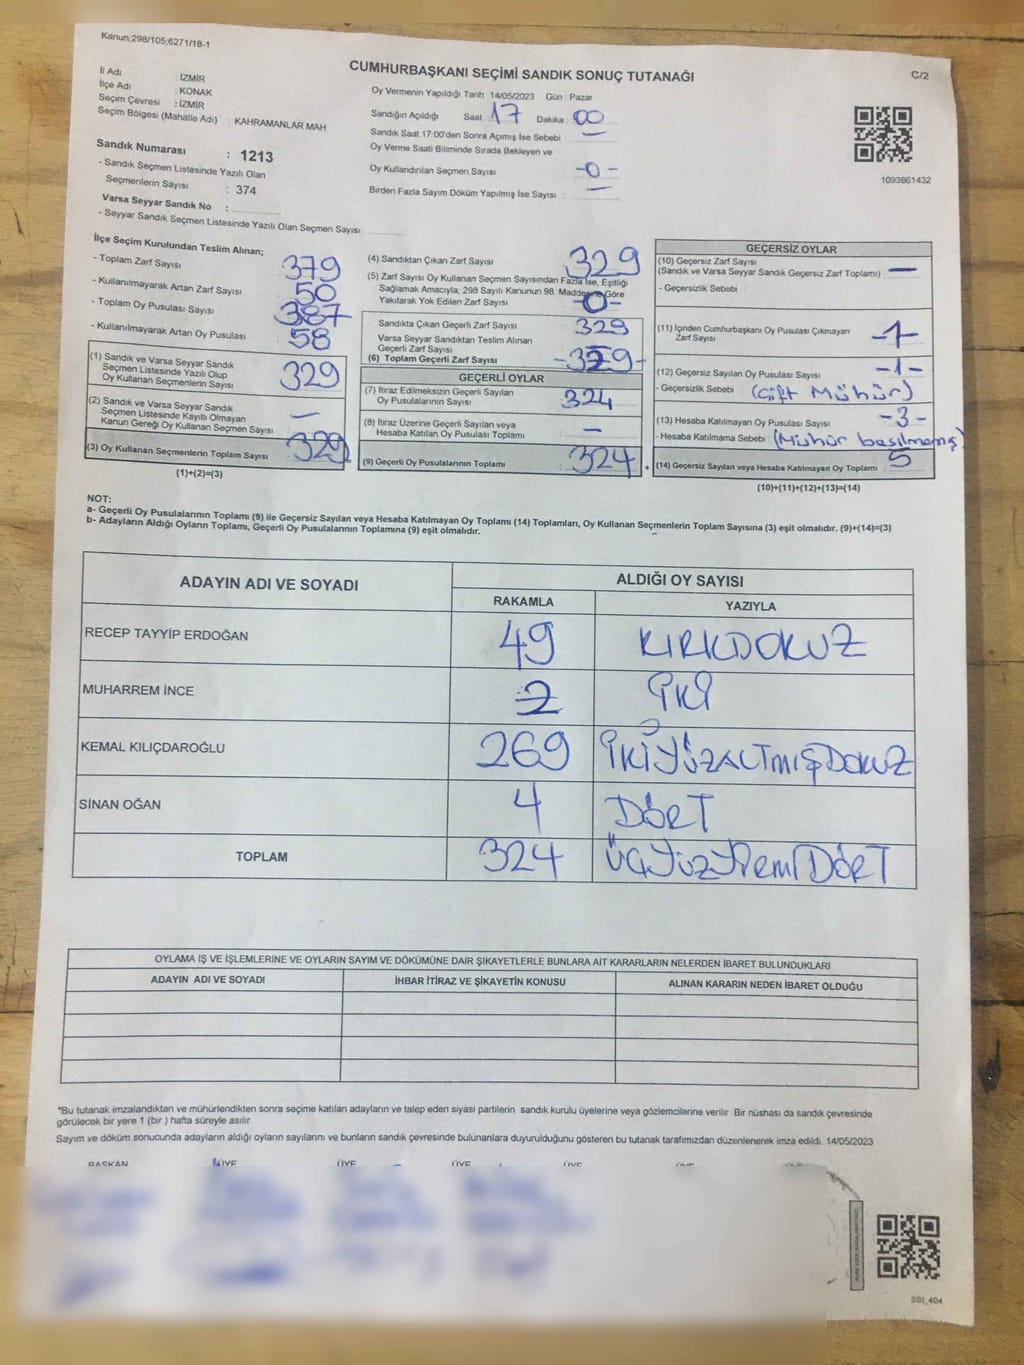 Kanun;298/105;6271/18-1
CUMHURBAŞKANI SEÇİMİ SANDIK SONUÇ TUTANAĞI
C/2
İl Adı : İZMİR
İlçe Adı : KONAK
Seçim Çevresi : İZMİR
Seçim Bölgesi (Mahalle Adı) : KAHRAMANLAR MAH
Sandık Numarası : 1213
- Sandık Seçmen Listesinde Yazılı Olan
Seçmenlerin Sayısı : 374
Varsa Seyyar Sandık No :
- Seyyar Sandık Seçmen Listesinde Yazılı Olan Seçmen Sayısı:
Oy Vermenin Yapıldığı Tarih 14/05/2023 Gün : Pazar
Sandığın Açıldığı Saat : 17 Dakika : 00
Sandık Saat 17:00'den Sonra Açımış İse Sebebi : —
Oy Verme Saati Bitiminde Sırada Bekleyen ve
Oy Kullandırılan Seçmen Sayısı : -0-
Birden Fazla Sayım Döküm Yapılmış İse Sayısı : —
1093861432
İlçe Seçim Kurulundan Teslim Alınan;
- Toplam Zarf Sayısı : 379
- Kullanılmayarak Artan Zarf Sayısı : 50
- Toplam Oy Pusulası Sayısı : 387
- Kullanılmayarak Artan Oy Pusulası : 58
(1) Sandık ve Varsa Seyyar Sandık
Seçmen Listesinde Yazılı Olup
Oy Kullanan Seçmenlerin Sayısı : 329
(2) Sandık ve Varsa Seyyar Sandık
Seçmen Listesinde Kayıtlı Olmayan
Kanun Gereği Oy Kullanan Seçmen Sayısı : —
(3) Oy Kullanan Seçmenlerin Toplam Sayısı : 329
(1)+(2)=(3)
(4) Sandıktan Çıkan Zarf Sayısı : 329
(5) Zarf Sayısı Oy Kullanan Seçmen Sayısından Fazla İse, Eşitliği
Sağlamak Amacıyla; 298 Sayılı Kanunun 98. Maddesine Göre
Yakılarak Yok Edilen Zarf Sayısı : -0-
Sandıkta Çıkan Geçerli Zarf Sayısı : 329
Varsa Seyyar Sandıktan Teslim Alınan
Geçerli Zarf Sayısı :
(6) Toplam Geçerli Zarf Sayısı : -329-
GEÇERLİ OYLAR
(7) İtiraz Edilmeksizin Geçerli Sayılan
Oy Pusulalarının Sayısı : 324
(8) İtiraz Üzerine Geçerli Sayılan veya
Hesaba Katılan Oy Pusulası Toplamı : —
(9) Geçerli Oy Pusulalarının Toplamı : 324 +
GEÇERSİZ OYLAR
(10) Geçersiz Zarf Sayısı
(Sandık ve Varsa Seyyar Sandık Geçersiz Zarf Toplamı) : —
- Geçersizlik Sebebi :
(11) İçinden Cumhurbaşkanı Oy Pusulası Çıkmayan
Zarf Sayısı : -1-
(12) Geçersiz Sayılan Oy Pusulası Sayısı : -1-
- Geçersizlik Sebebi : (Çift Mühür)
(13) Hesaba Katılmayan Oy Pusulası Sayısı : -3-
- Hesaba Katılmama Sebebi : (Mühür basılmamış)
(14) Geçersiz Sayılan veya Hesaba Katılmayan Oy Toplamı : 5
(10)+(11)+(12)+(13)=(14)
NOT:
a- Geçerli Oy Pusulalarının Toplamı (9) ile Geçersiz Sayılan veya Hesaba Katılmayan Oy Toplamı (14) Toplamları, Oy Kullanan Seçmenlerin Toplam Sayısına (3) eşit olmalıdır. (9)+(14)=(3)
b- Adayların Aldığı Oyların Toplamı, Geçerli Oy Pusulalarının Toplamına (9) eşit olmalıdır.
ADAYIN ADI VE SOYADI ALDIĞI OY SAYISI
RAKAMLA YAZIYLA
RECEP TAYYİP ERDOĞAN 49 KIRKDOKUZ
MUHARREM İNCE 2 İKİ
KEMAL KILIÇDAROĞLU 269 İKİYÜZALTMIŞDOKUZ
SİNAN OĞAN 4 DÖRT
TOPLAM 324 ÜÇYÜZYİRMİDÖRT
OYLAMA İŞ VE İŞLEMLERİNE VE OYLARIN SAYIM VE DÖKÜMÜNE DAİR ŞİKAYETLERLE BUNLARA AİT KARARLARIN NELERDEN İBARET BULUNDUKLARI
ADAYIN ADI VE SOYADI İHBAR İTİRAZ VE ŞİKAYETİN KONUSU ALINAN KARARIN NEDEN İBARET OLDUĞU
*Bu tutanak imzalandıktan ve mühürlendikten sonra seçime katılan adayların ve talep eden siyasi partilerin sandık kurulu üyelerine veya gözlemcilerine verilir. Bir nüshası da sandık çevresinde
görülecek bir yere 1 (bir ) hafta süreyle asılır.
Sayım ve döküm sonucunda adayların aldığı oyların sayılarını ve bunların sandık çevresinde bulunanlara duyurulduğunu gösteren bu tutanak tarafımızdan düzenlenerek imza edildi. 14/05/2023
BAŞKAN ÜYE ÜYE ÜYE ÜYE ÜYE ÜYE
SSI_404